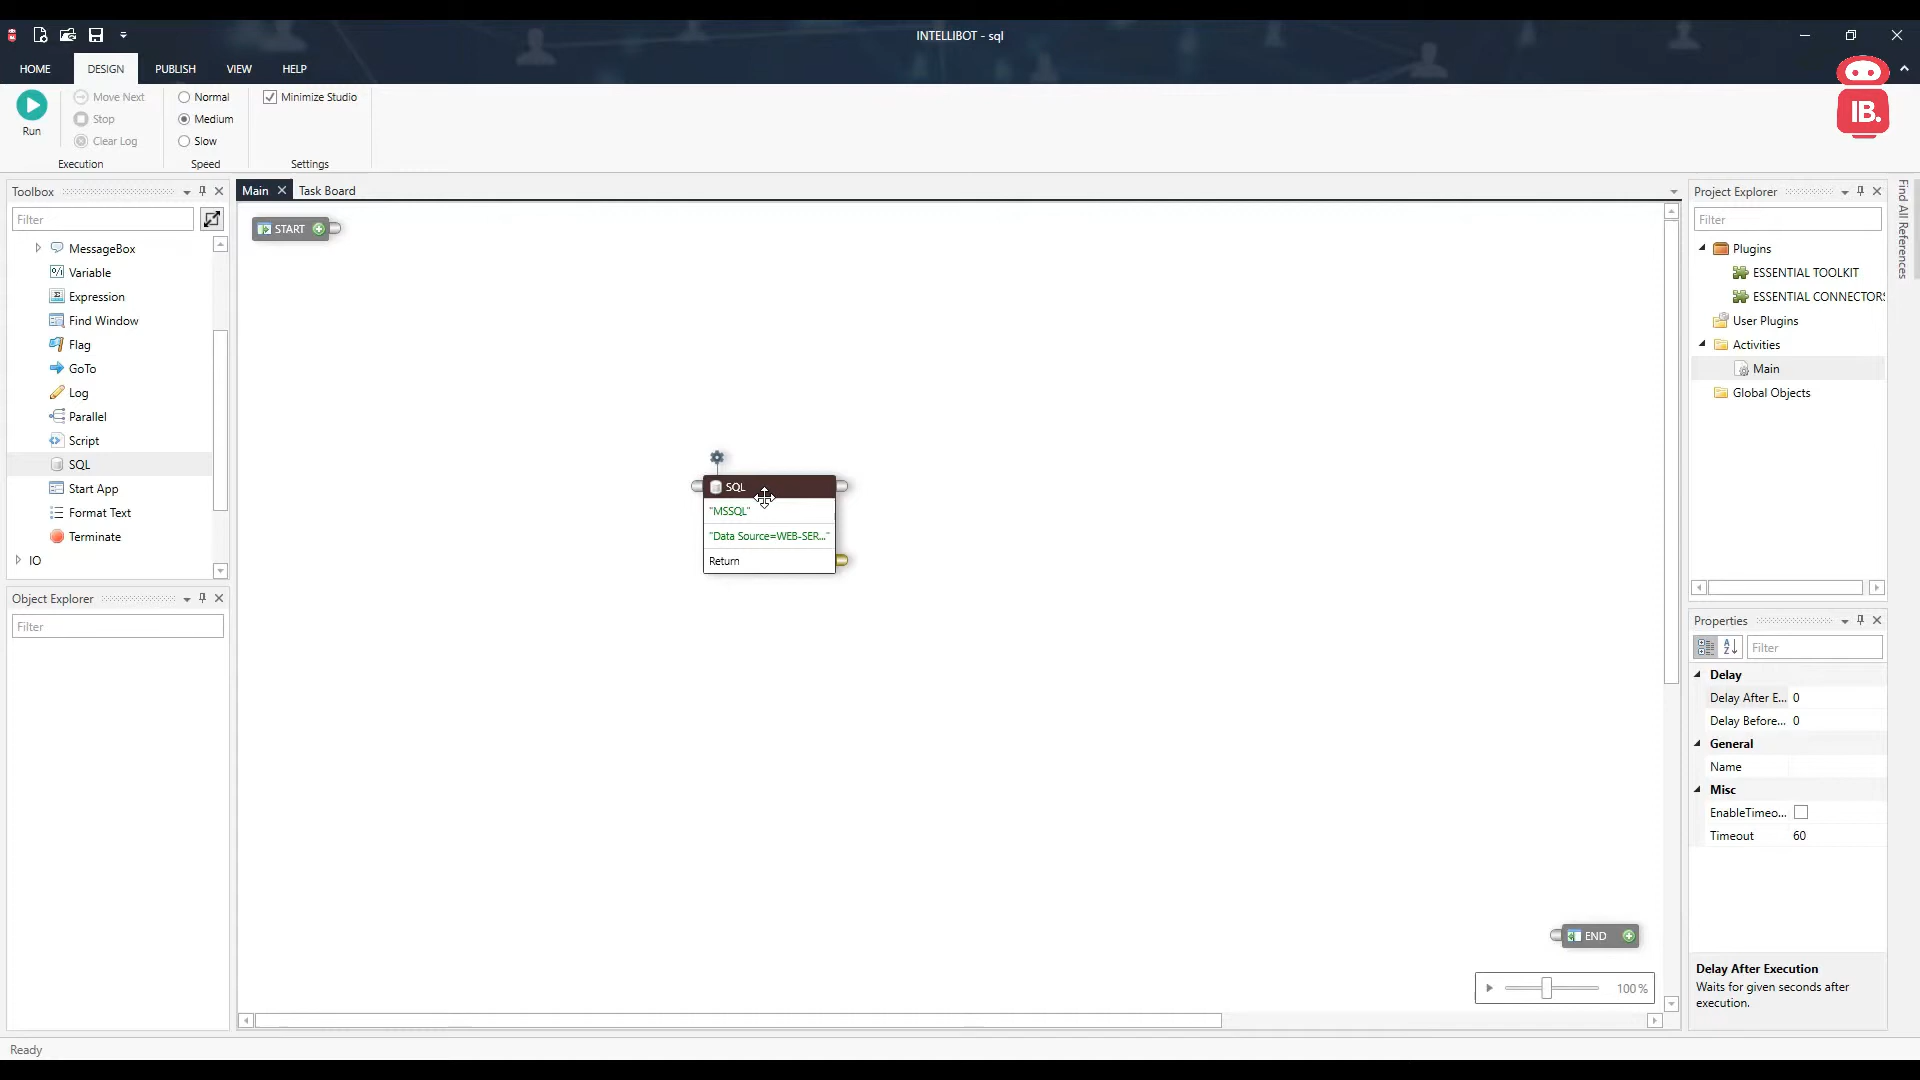 INTELLIBOT - sql
HOME
DESIGN
PUBLISH
VIEW
HELP
Run
Move Next
Stop
Clear Log
Execution
Normal
Medium
Slow
Speed
Minimize Studio
Settings
IB.
Toolbox
Filter
MessageBox
Variable
Expression
Find Window
Flag
GoTo
Log
Parallel
Script
SQL
Start App
Format Text
Terminate
IO
Object Explorer
Filter
Main
Task Board
START
SQL
"MSSQL"
"Data Source=WEB-SER..."
Return
END
100 %
Project Explorer
Filter
Plugins
ESSENTIAL TOOLKIT
ESSENTIAL CONNECTORS
User Plugins
Activities
Main
Global Objects
Find All References
Properties
Filter
Delay
Delay After E... 0
Delay Before... 0
General
Name
Misc
EnableTimeo...
Timeout 60
Delay After Execution
Waits for given seconds after
execution.
Ready